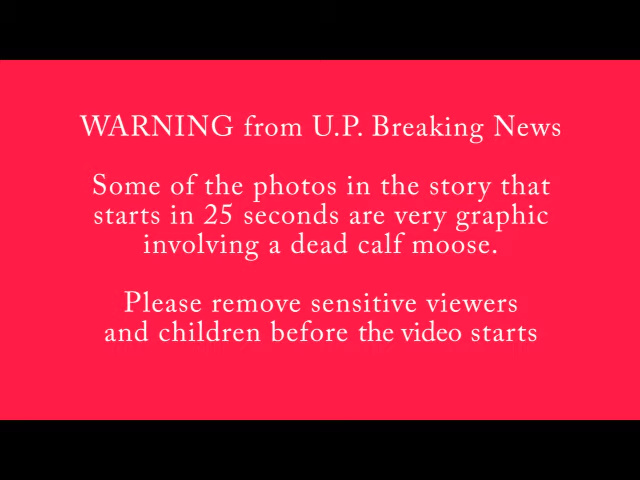 WARNING from U.P. Breaking News
Some of the photos in the story that
starts in 25 seconds are very graphic
involving a dead calf moose.
Please remove sensitive viewers
and children before the video starts